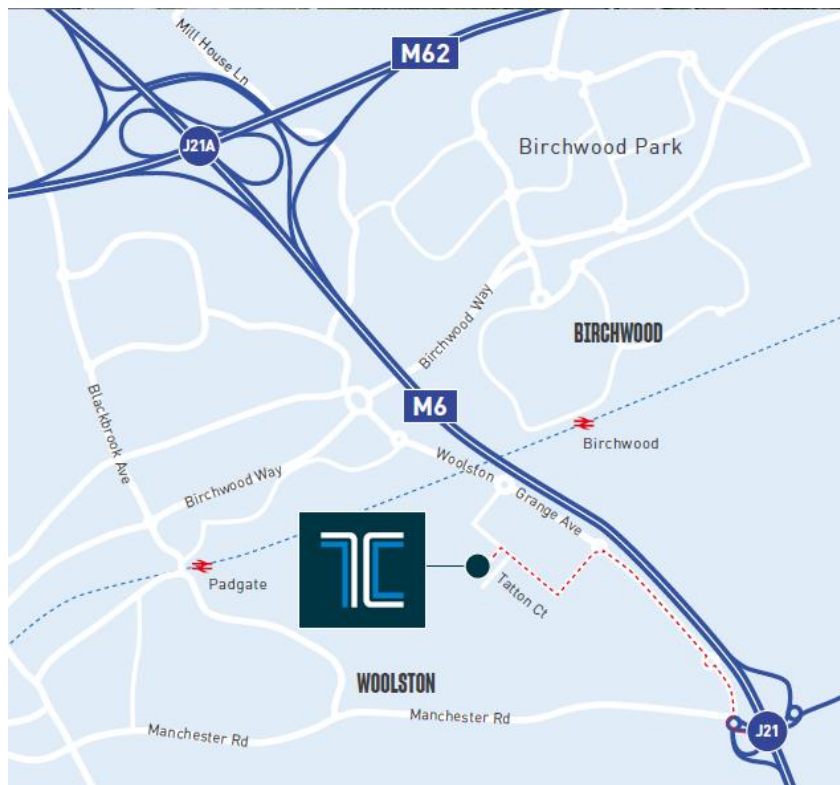 Mill House Ln
M62
J21A
Birchwood Park
Birchwood Way
BIRCHWOOD
M6
Blackbrook Ave
Birchwood
Woolston
Grange Ave
Birchwood Way
TC
Tatton Ct
Padgate
WOOLSTON
Manchester Rd
Manchester Rd
J21